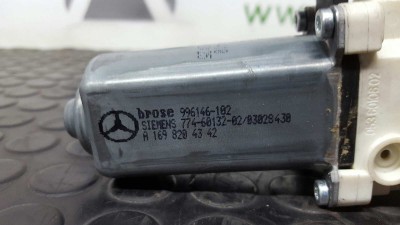 brose 996146-102
SIEMENS 774-60132-02/03028430
A 169 820 43 42